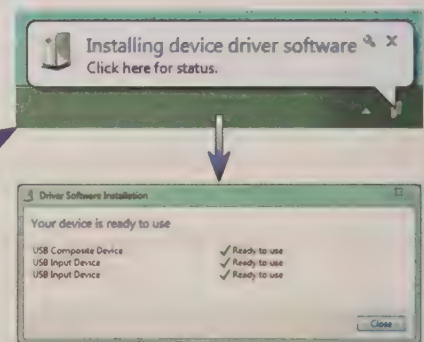 Installing device driver software
Click here for status.
Driver Software Installation
Your device is ready to use
USB Composite Device ✓ Ready to use
USB Input Device ✓ Ready to use
USB Input Device ✓ Ready to use
Close